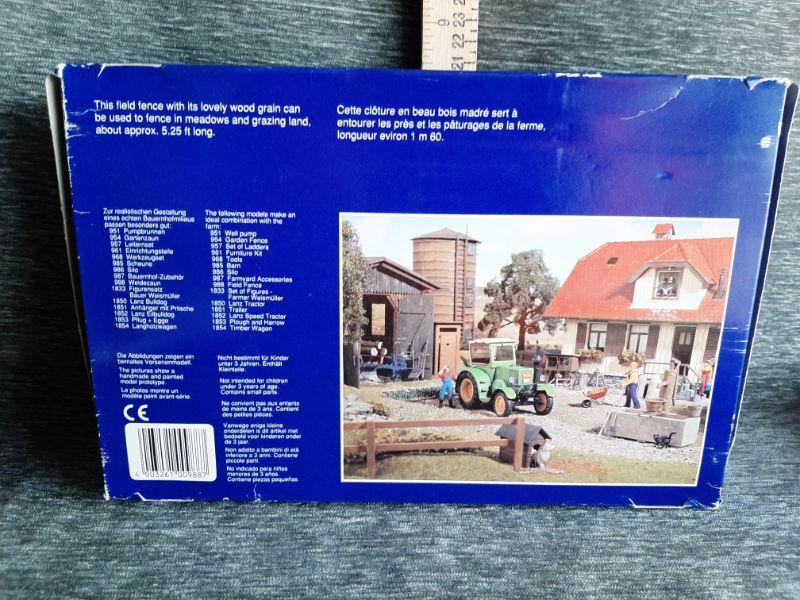 9
21 22 23
This field fence with its lovely wood grain can
be used to fence in meadows and grazing land,
about approx. 5.25 ft long.
Cette clôture en beau bois madré sert à
entourer les près et les pâturages de la ferme,
longueur eviron 1 m 60.
Zur realistischen Gestaltung
eines echten Bauernhofmilieus
passen besonders gut:
951 Pumpbrunnen
954 Gartenzaun
957 Leiternset
961 Einrichtungsteile
968 Werkzeugset
985 Scheune
986 Silo
987 Bauernhof-Zubehör
988 Weidezaun
1833 Figurensatz
Bauer Weismüller
1850 Lanz Bulldog
1851 Anhänger mit Pritsche
1852 Lanz Eilbulldog
1853 Pflug + Egge
1854 Langholzwagen
The following models make an
ideal combination with the
farm:
951 Well pump
954 Garden Fence
957 Set of Ladders
961 Furniture Kit
968 Tools
985 Barn
986 Silo
987 Farmyard Accessories
988 Field Fence
1833 Set of Figures -
Farmer Weismüller
1850 Lanz Tractor
1851 Trailer
1852 Lanz Speed Tractor
1853 Plough and Harrow
1854 Timber Wagen
Die Abbildungen zeigen ein
bemaltes Vorserienmodell.
The pictures show a
handmade and painted
model prototype.
Le photos montre un
modèle peint avant-série.
CE
4 003261 009887
Nicht bestimmt für Kinder
unter 3 Jahren. Enthält
Kleinteile.
Not intended for children
under 3 years of age.
Contains small parts.
Ne convient pas aux enfants
de moins de 3 ans. Contient
des petites pièces.
Vanwege enige kleine
onderdelen is dit artikel niet
bedoeld voor kinderen onder
de 3 jaar.
Non adatto a bambini di età
inferiore a 3 anni. Contiene
piccole parti.
No indicado para niños
menores de 3 años.
Contiene piezas pequeñas